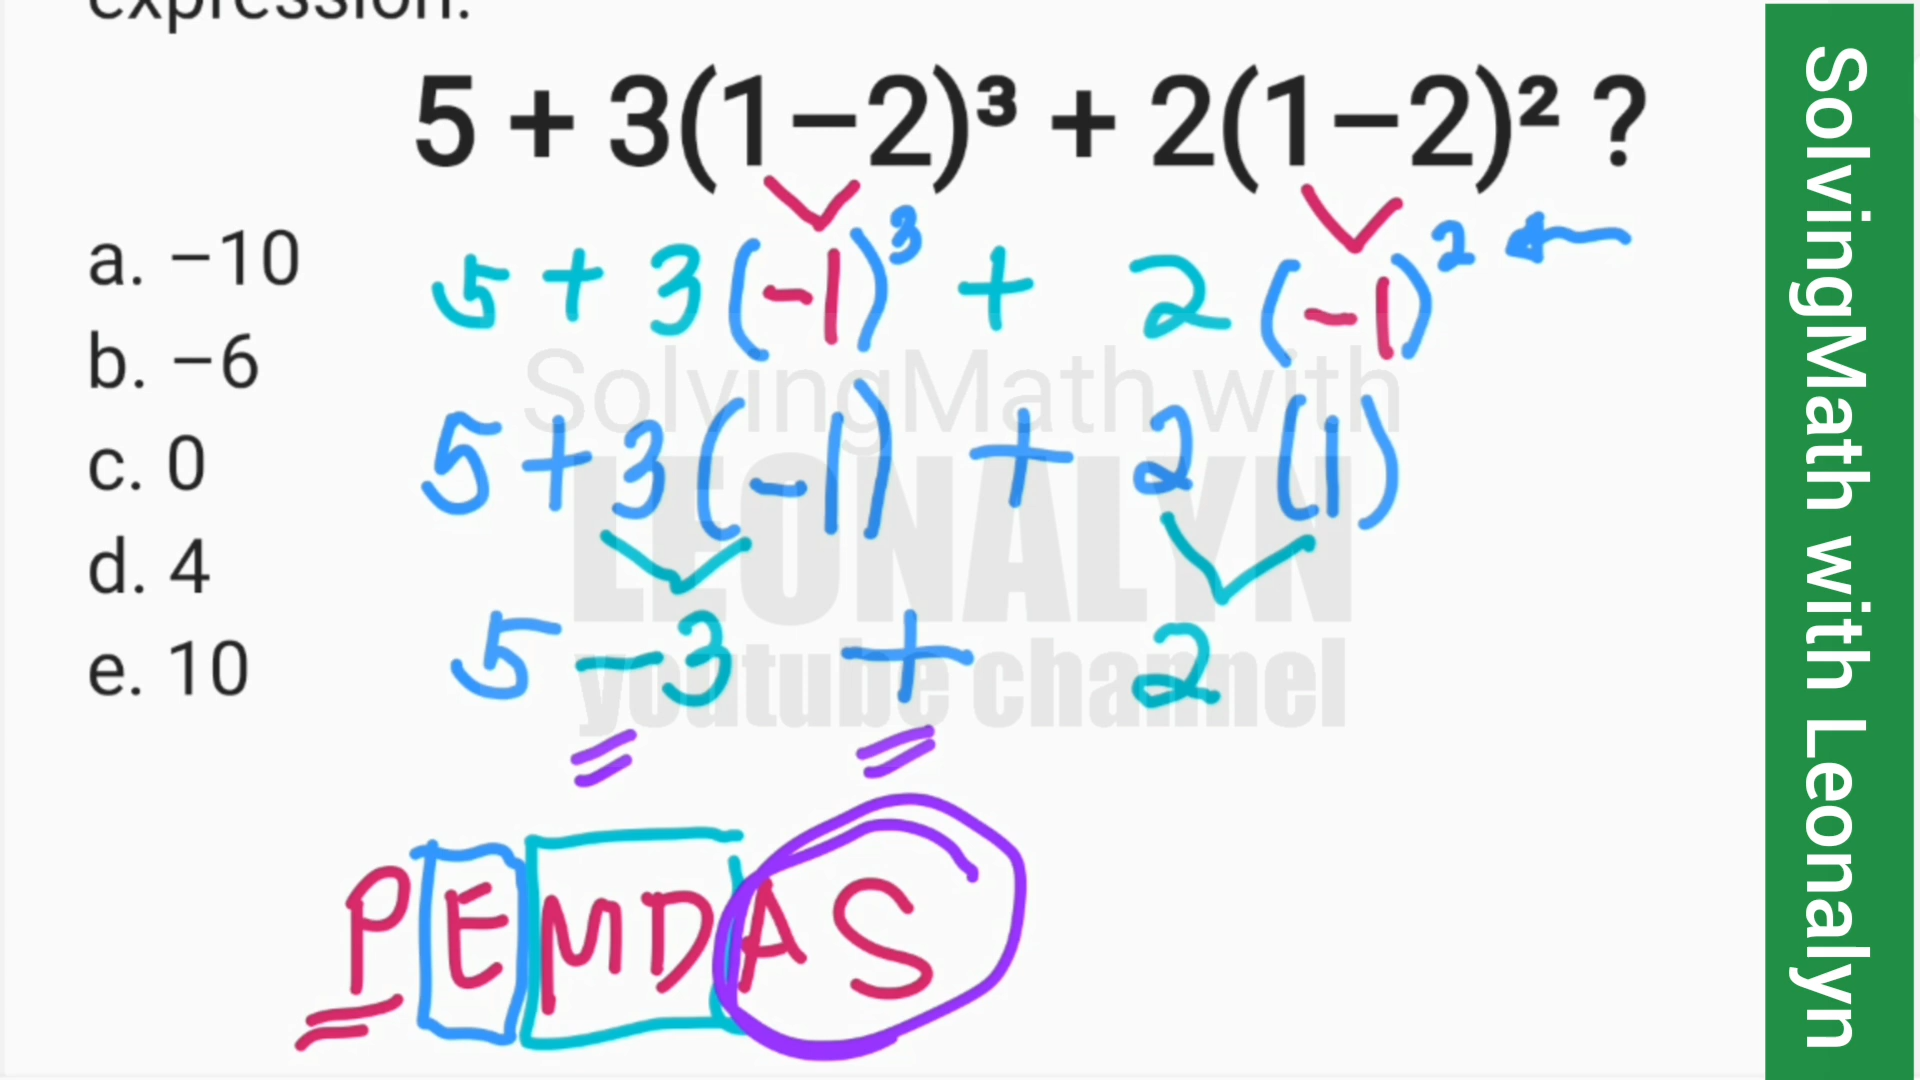 expression:
5 + 3(1−2)³ + 2(1−2)² ?
a. −10
b. −6
c. 0
d. 4
e. 10
5 + 3(-1)³ + 2(-1)²
5 + 3(-1) + 2(1)
5 - 3 + 2
PEMDAS
SolvingMath with
LEONALYN
youtube channel
SolvingMath with Leonalyn